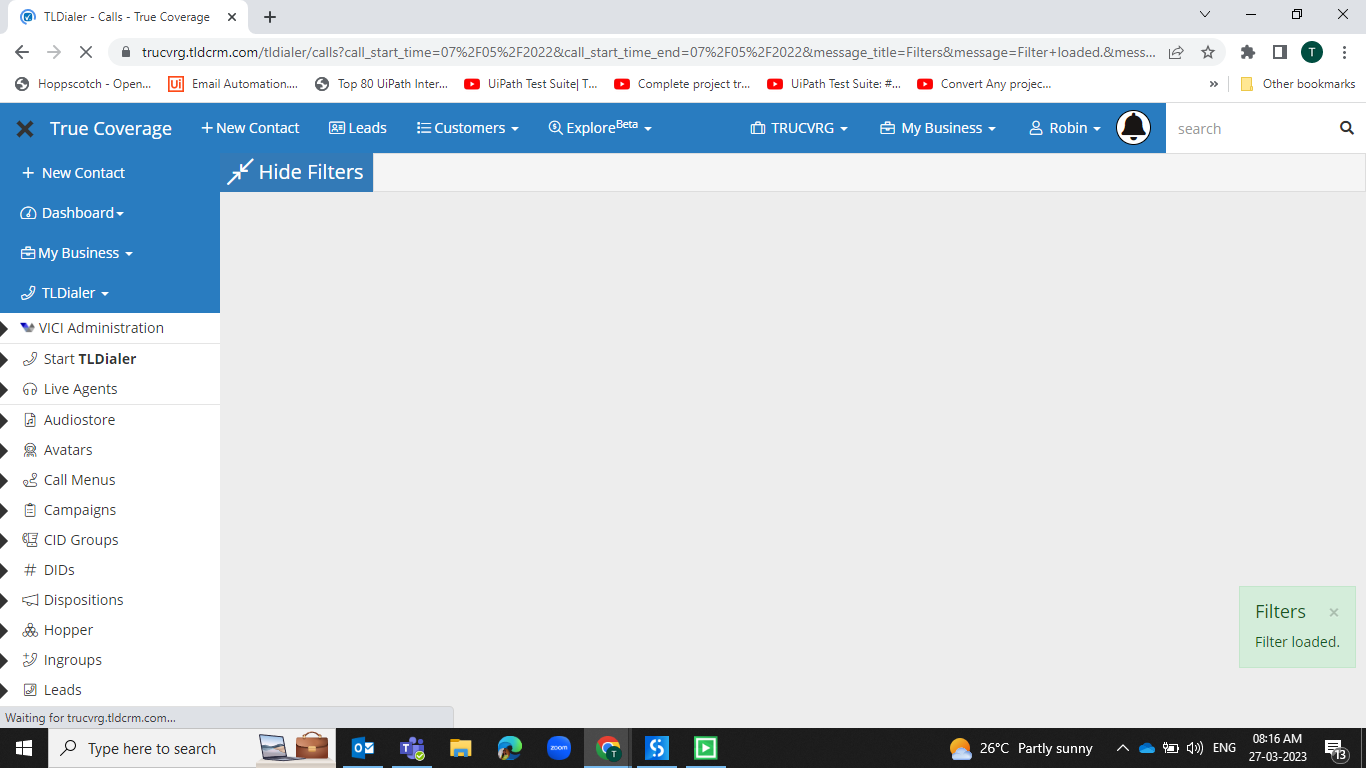 TLDialer - Calls - True Coverage
trucvrg.tldcrm.com/tldialer/calls?call_start_time=07%2F05%2F2022&call_start_time_end=07%2F05%2F2022&message_title=Filters&message=Filter+loaded.&mess...
T
Hoppscotch - Open...
Ui Email Automation....
Top 80 UiPath Inter...
UiPath Test Suite| T...
Complete project tr...
UiPath Test Suite: #...
Convert Any projec...
»
Other bookmarks
True Coverage
New Contact
Leads
Customers
ExploreBeta
TRUCVRG
My Business
Robin
search
New Contact
Hide Filters
Dashboard
My Business
TLDialer
VICI Administration
Start TLDialer
Live Agents
Audiostore
Avatars
Call Menus
Campaigns
CID Groups
# DIDs
Dispositions
Hopper
Ingroups
Leads
Filters ×
Filter loaded.
Waiting for trucvrg.tldcrm.com...
Type here to search
zoom
T
26°C Partly sunny
ENG
08:16 AM
27-03-2023
13